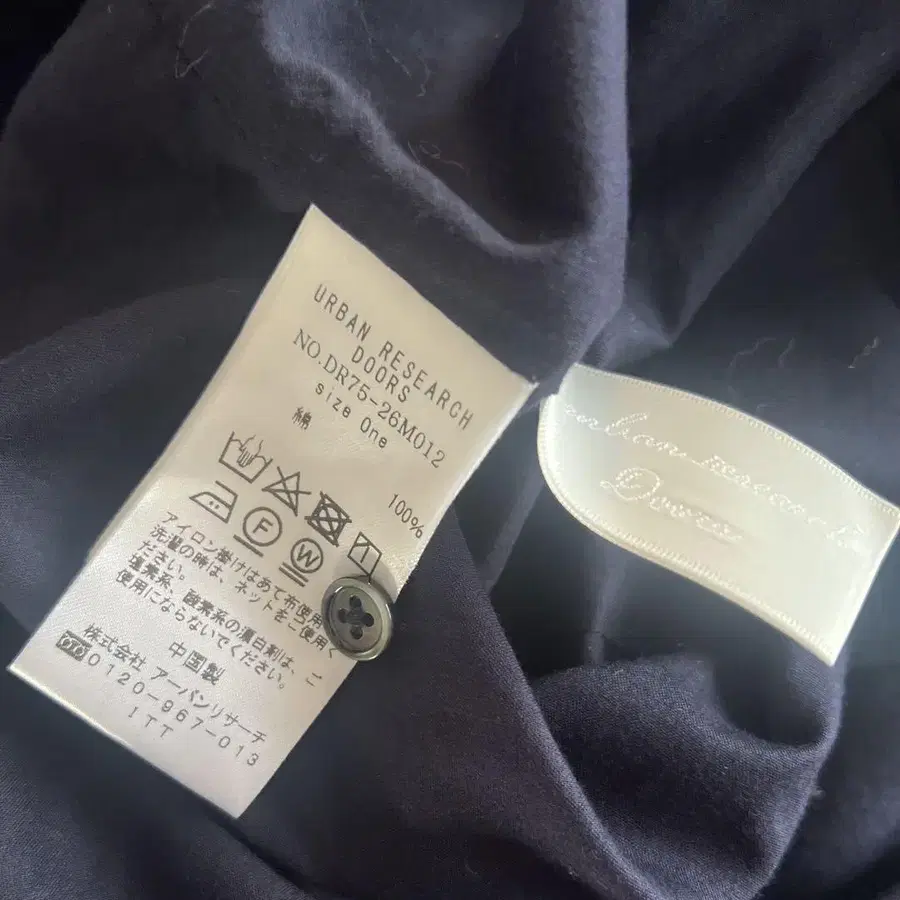 URBAN RESEARCH
DOORS
NO.DR75-26M012
size One
綿 100%
F
W
アイロン掛けはあて布使用
洗濯の時は、ネットをご使用く
ださい。
塩素系、酸素系の漂白剤は、ご
使用にならないでください。
中国製
株式会社 アーバンリサーチ
0120-967-013
ITT
urban research
Doors